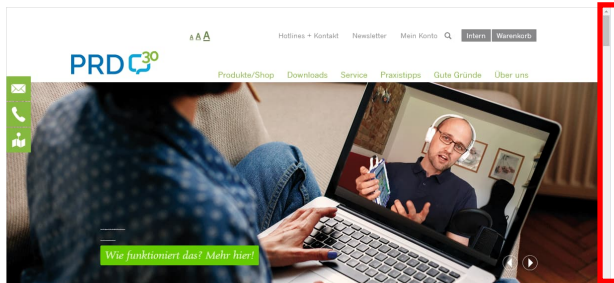 A A A
Hotlines + Kontakt Newsletter Mein Konto Intern Warenkorb
PRD 30
Produkte/Shop Downloads Service Praxistipps Gute Gründe Über uns
Wie funktioniert das? Mehr hier!